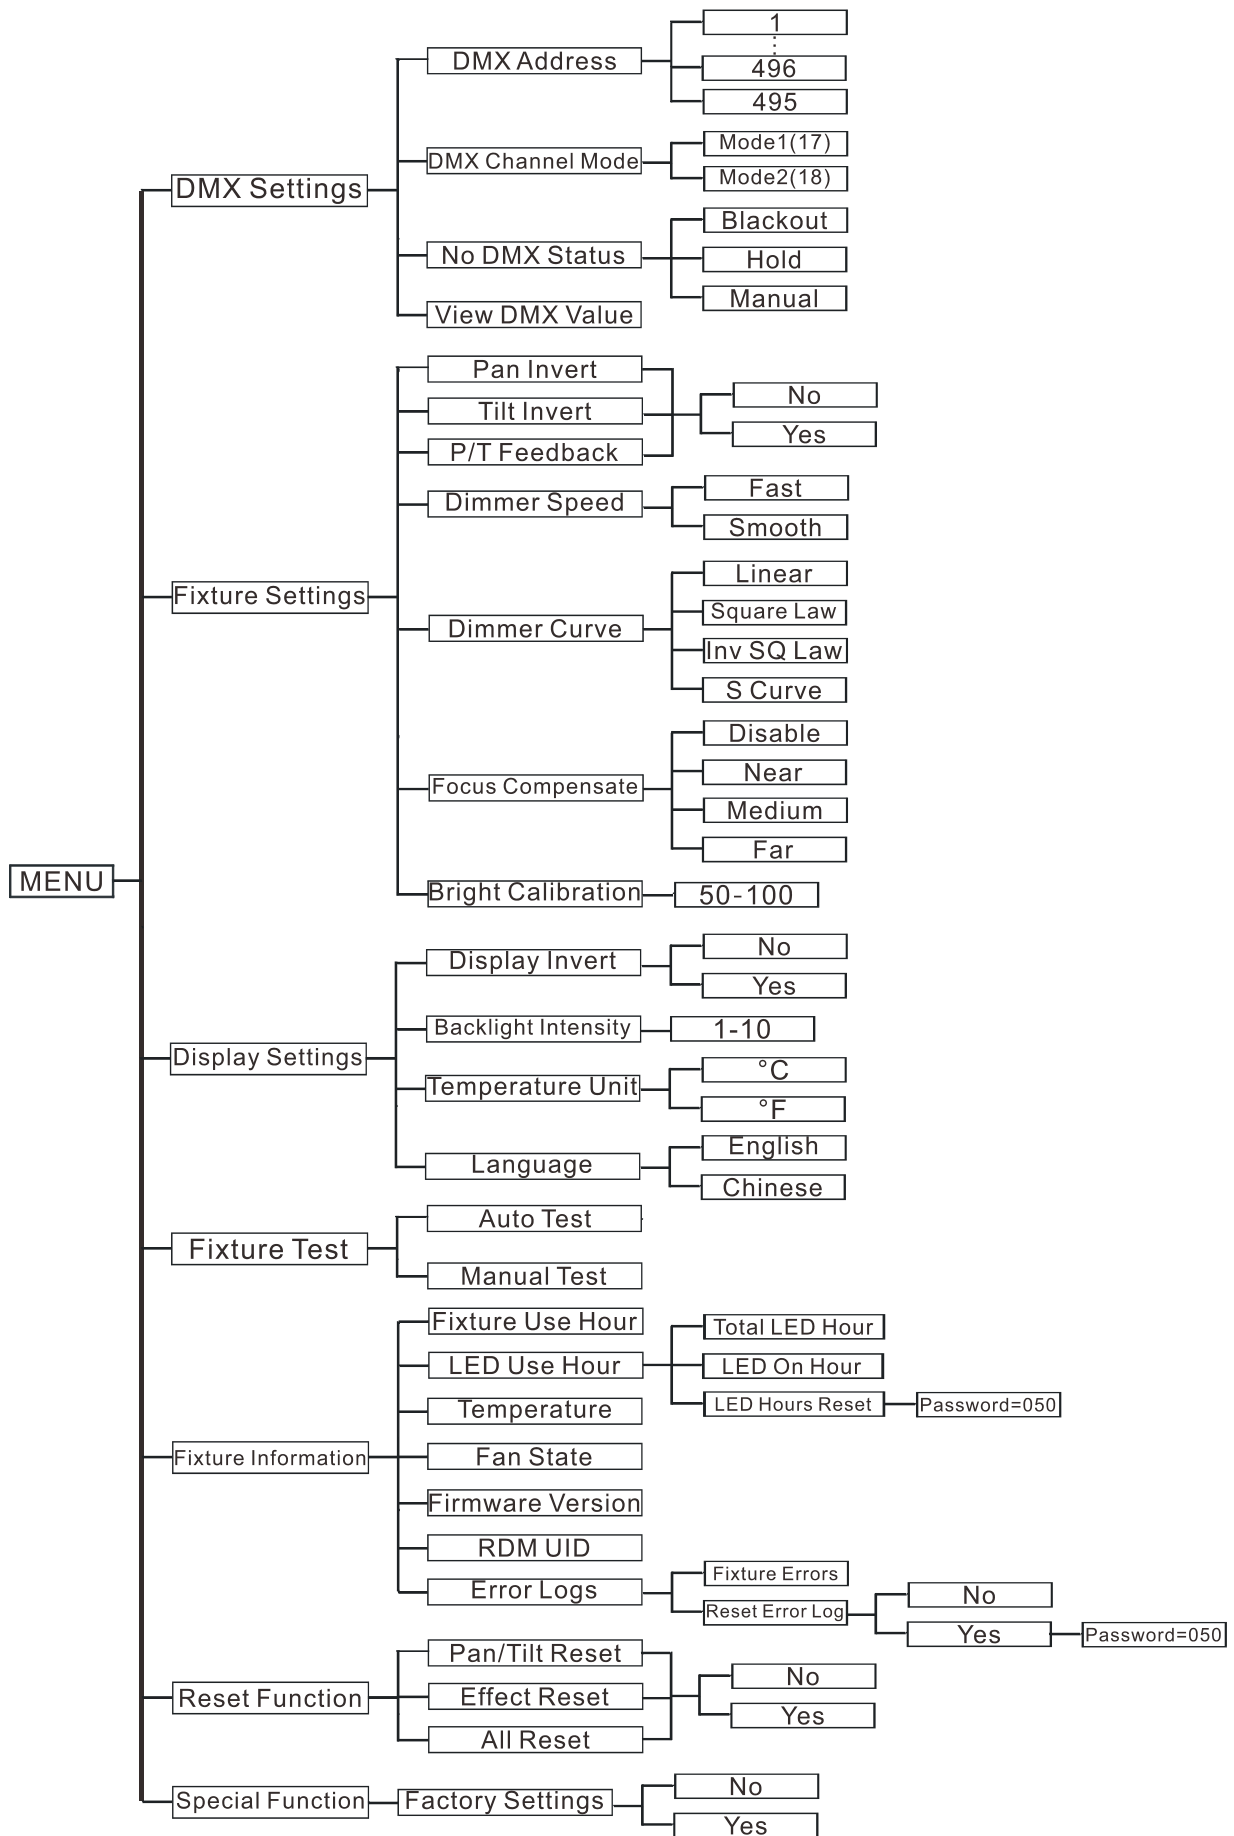 MENU
DMX Settings
DMX Address
1
496
495
DMX Channel Mode
Mode1(17)
Mode2(18)
No DMX Status
Blackout
Hold
Manual
View DMX Value
Fixture Settings
Pan Invert
Tilt Invert
P/T Feedback
No
Yes
Dimmer Speed
Fast
Smooth
Dimmer Curve
Linear
Square Law
Inv SQ Law
S Curve
Focus Compensate
Disable
Near
Medium
Far
Bright Calibration
50-100
Display Settings
Display Invert
No
Yes
Backlight Intensity
1-10
Temperature Unit
°C
°F
Language
English
Chinese
Fixture Test
Auto Test
Manual Test
Fixture Information
Fixture Use Hour
LED Use Hour
Total LED Hour
LED On Hour
LED Hours Reset
Password=050
Temperature
Fan State
Firmware Version
RDM UID
Error Logs
Fixture Errors
Reset Error Log
No
Yes
Password=050
Reset Function
Pan/Tilt Reset
Effect Reset
All Reset
No
Yes
Special Function
Factory Settings
No
Yes